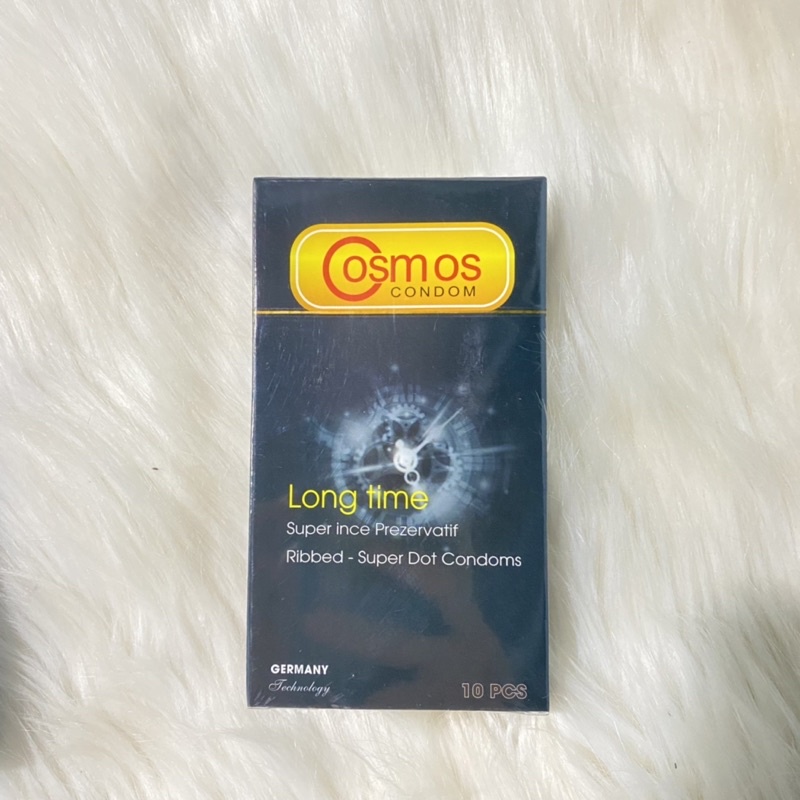 Cosmos
CONDOM
Long time
Super ince Prezervatif
Ribbed - Super Dot Condoms
GERMANY
Technology
10 PCS